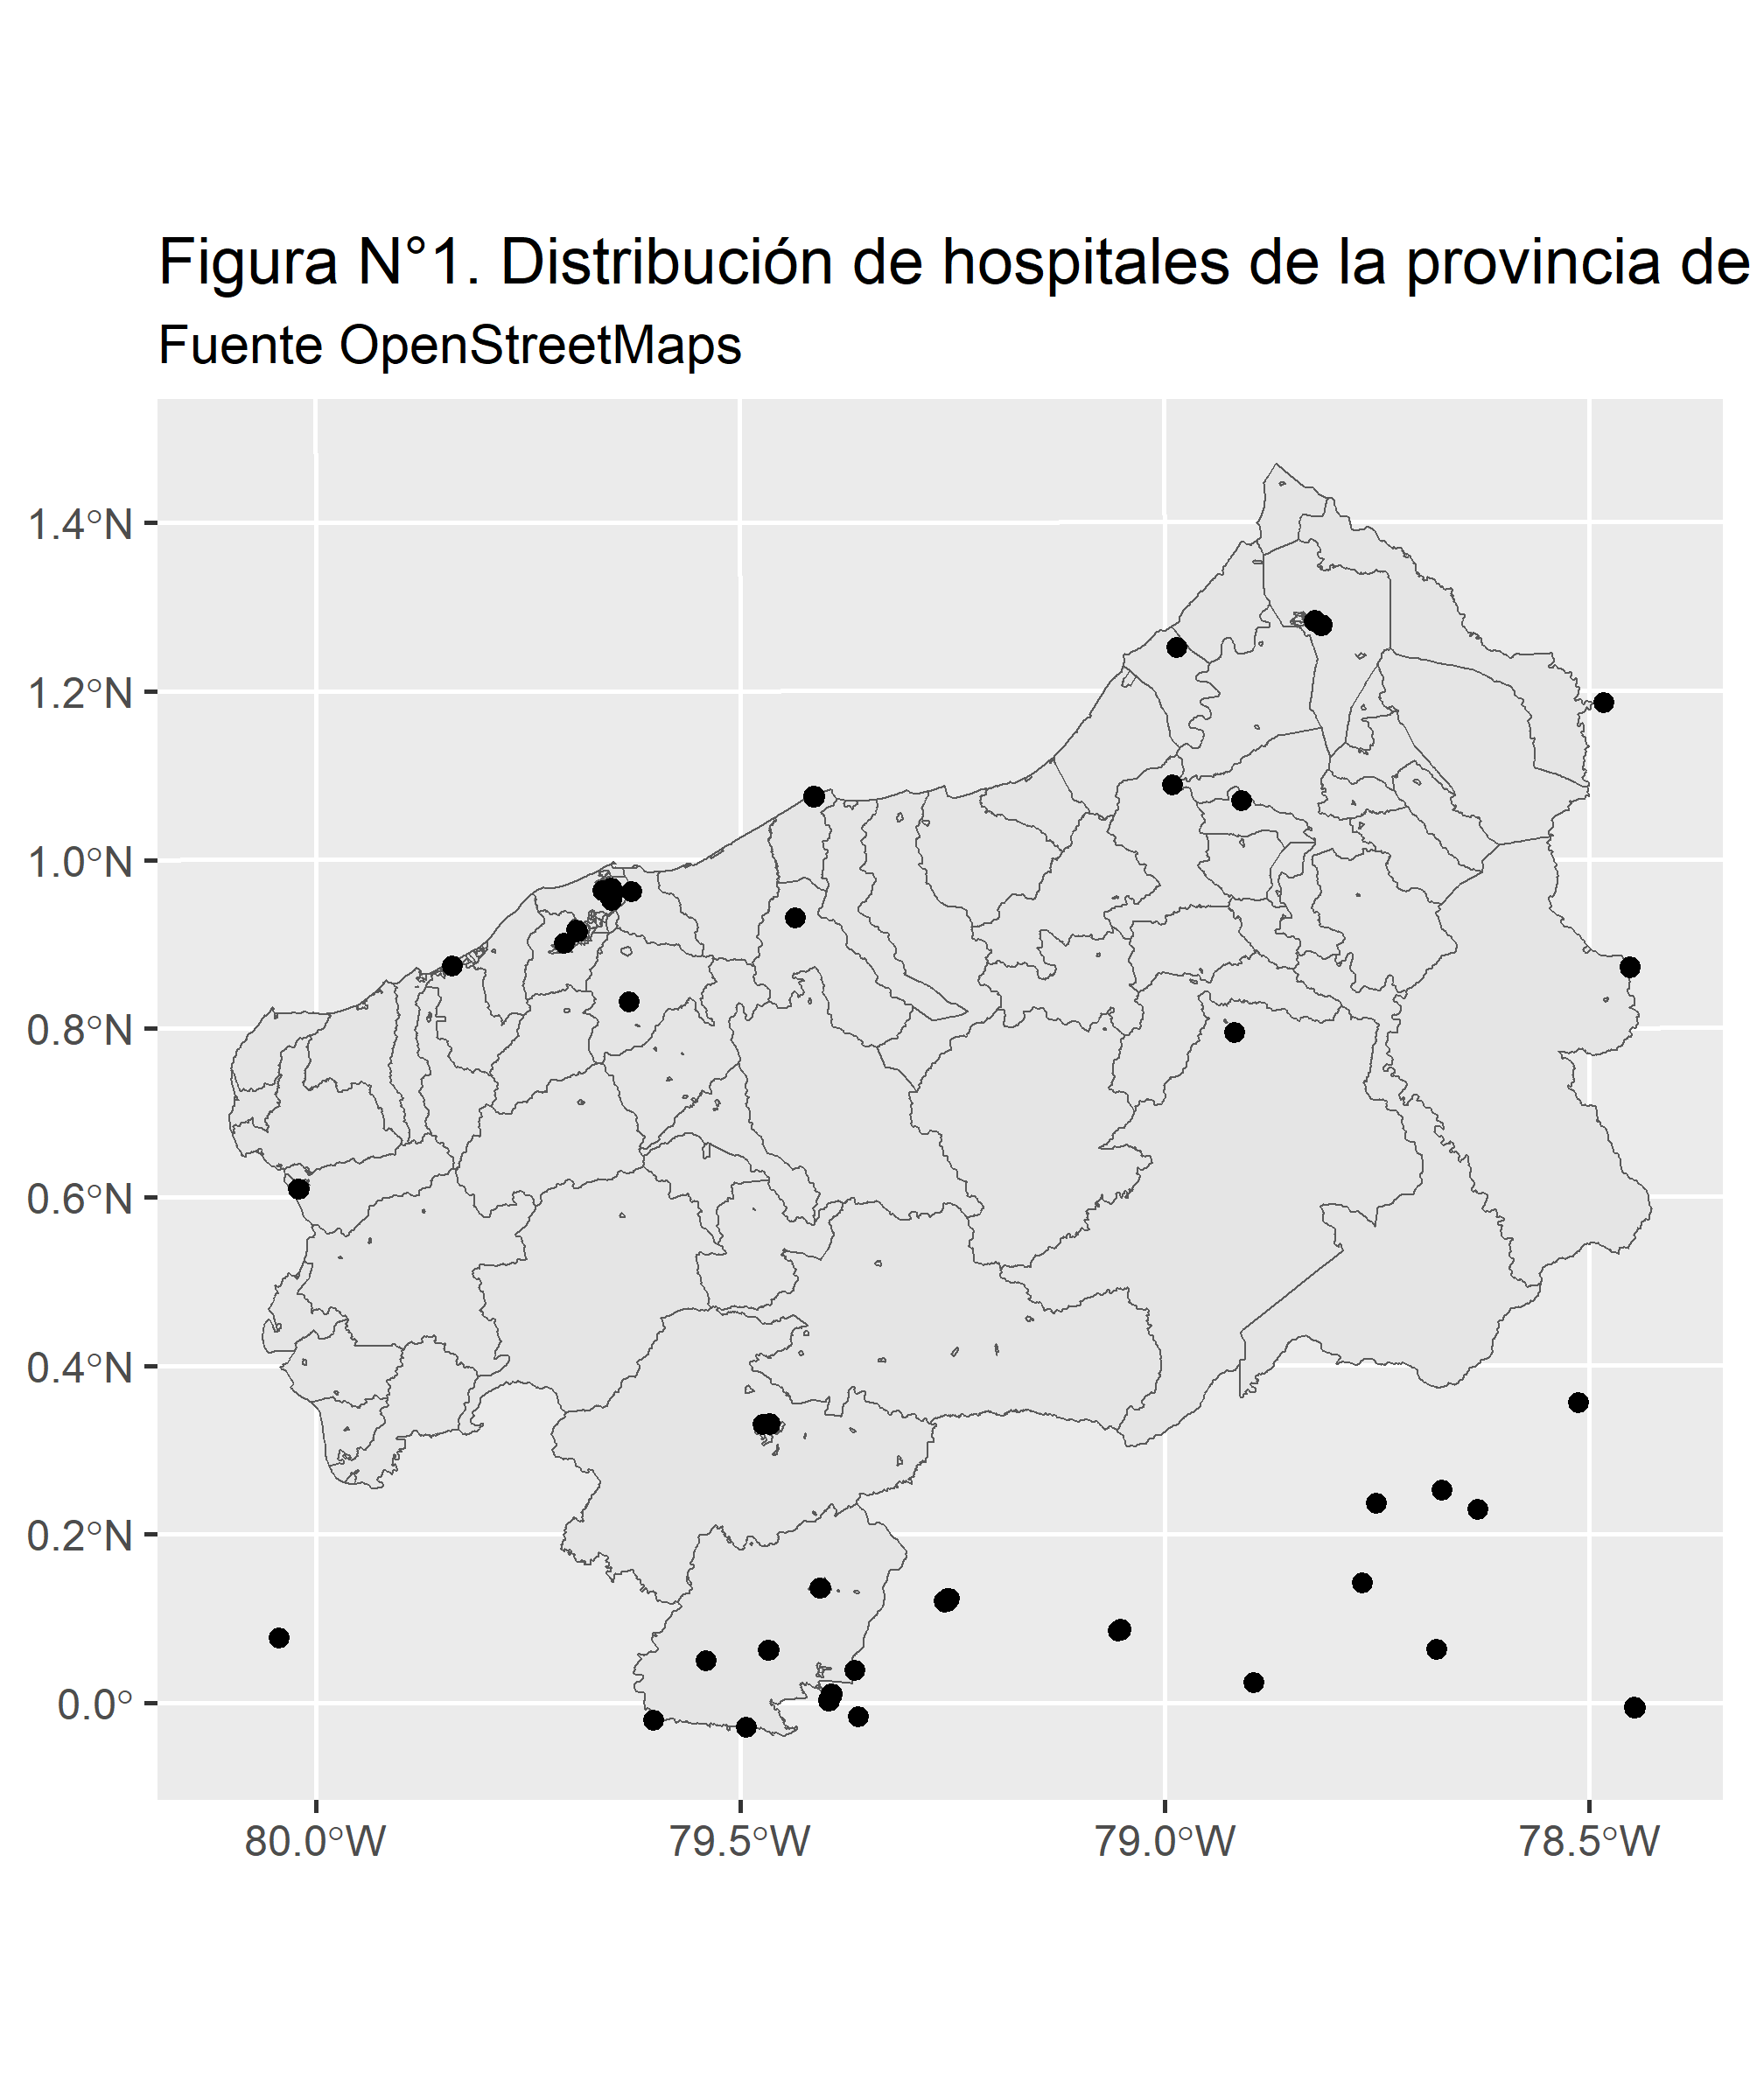 Figura N°1. Distribución de hospitales de la provincia de
Fuente OpenStreetMaps
1.4°N
1.2°N
1.0°N
0.8°N
0.6°N
0.4°N
0.2°N
0.0°
80.0°W 79.5°W 79.0°W 78.5°W